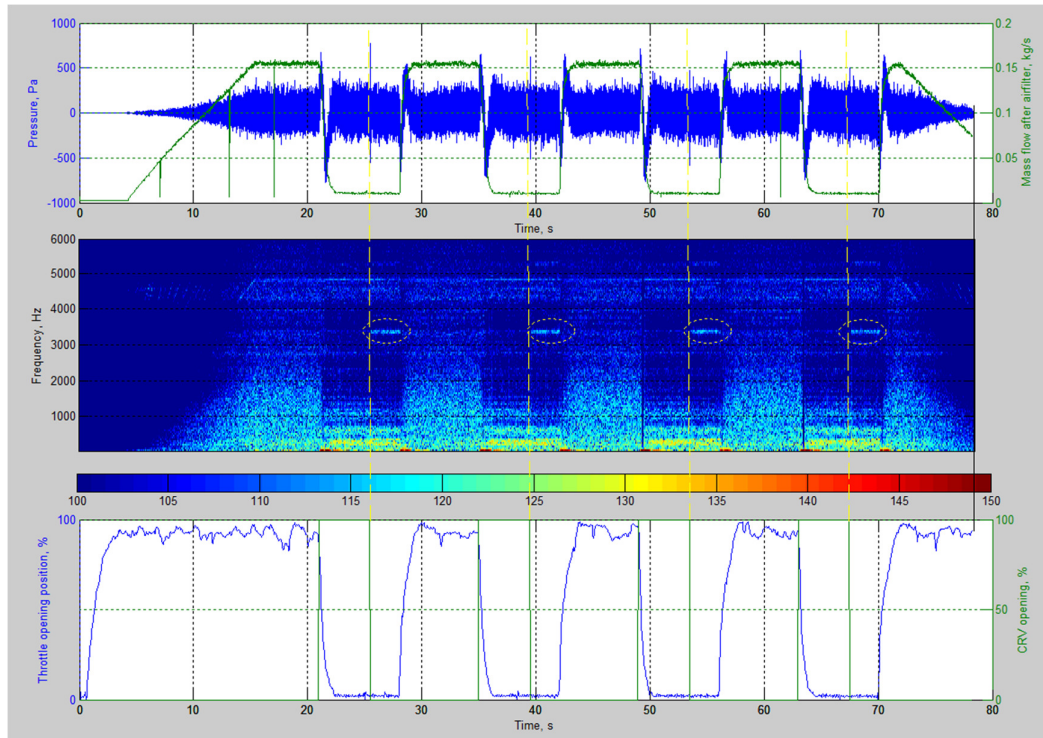 1000
500
0
-500
-1000
Pressure, Pa
0.2
0.15
0.1
0.05
0
Mass flow after airfilter, kg/s
0 10 20 30 40 50 60 70 80
Time, s
6000
5000
4000
3000
2000
1000
Frequency, Hz
100 105 110 115 120 125 130 135 140 145 150
100
50
0
Throttle opening position, %
100
50
0
CRV opening, %
0 10 20 30 40 50 60 70 80
Time, s